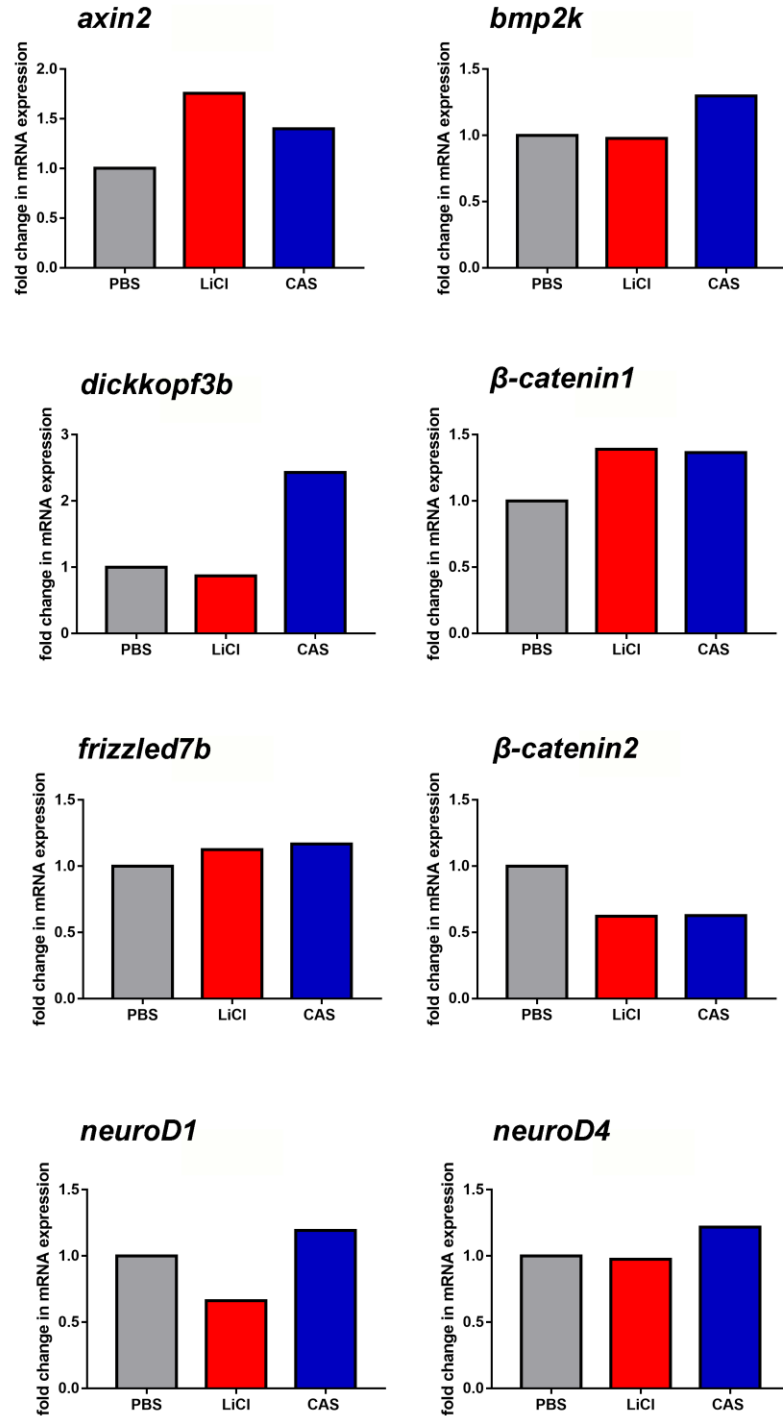 axin2
fold change in mRNA expression
2.0
1.5
1.0
0.5
0.0
PBS LiCl CAS
bmp2k
fold change in mRNA expression
1.5
1.0
0.5
0.0
PBS LiCl CAS
dickkopf3b
fold change in mRNA expression
3
2
1
0
PBS LiCl CAS
β-catenin1
fold change in mRNA expression
1.5
1.0
0.5
0.0
PBS LiCl CAS
frizzled7b
fold change in mRNA expression
1.5
1.0
0.5
0.0
PBS LiCl CAS
β-catenin2
fold change in mRNA expression
1.5
1.0
0.5
0.0
PBS LiCl CAS
neuroD1
fold change in mRNA expression
1.5
1.0
0.5
0.0
PBS LiCl CAS
neuroD4
fold change in mRNA expression
1.5
1.0
0.5
0.0
PBS LiCl CAS